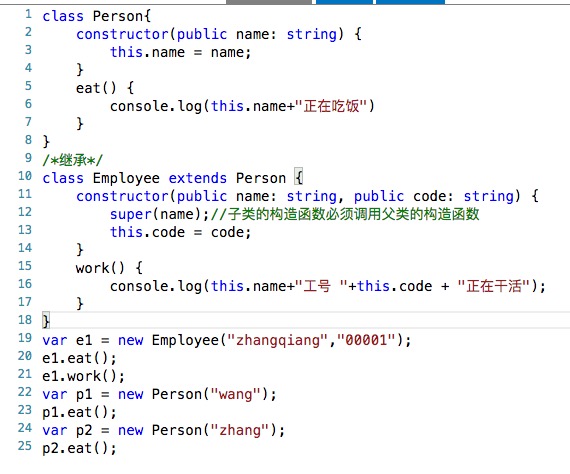 1 class Person{
2     constructor(public name: string) {
3         this.name = name;
4     }
5     eat() {
6         console.log(this.name+"正在吃饭")
7     }
8 }
9 /*继承*/
10 class Employee extends Person {
11     constructor(public name: string, public code: string) {
12         super(name);//子类的构造函数必须调用父类的构造函数
13         this.code = code;
14     }
15     work() {
16         console.log(this.name+"工号 "+this.code + "正在干活");
17     }
18 }
19 var e1 = new Employee("zhangqiang","00001");
20 e1.eat();
21 e1.work();
22 var p1 = new Person("wang");
23 p1.eat();
24 var p2 = new Person("zhang");
25 p2.eat();